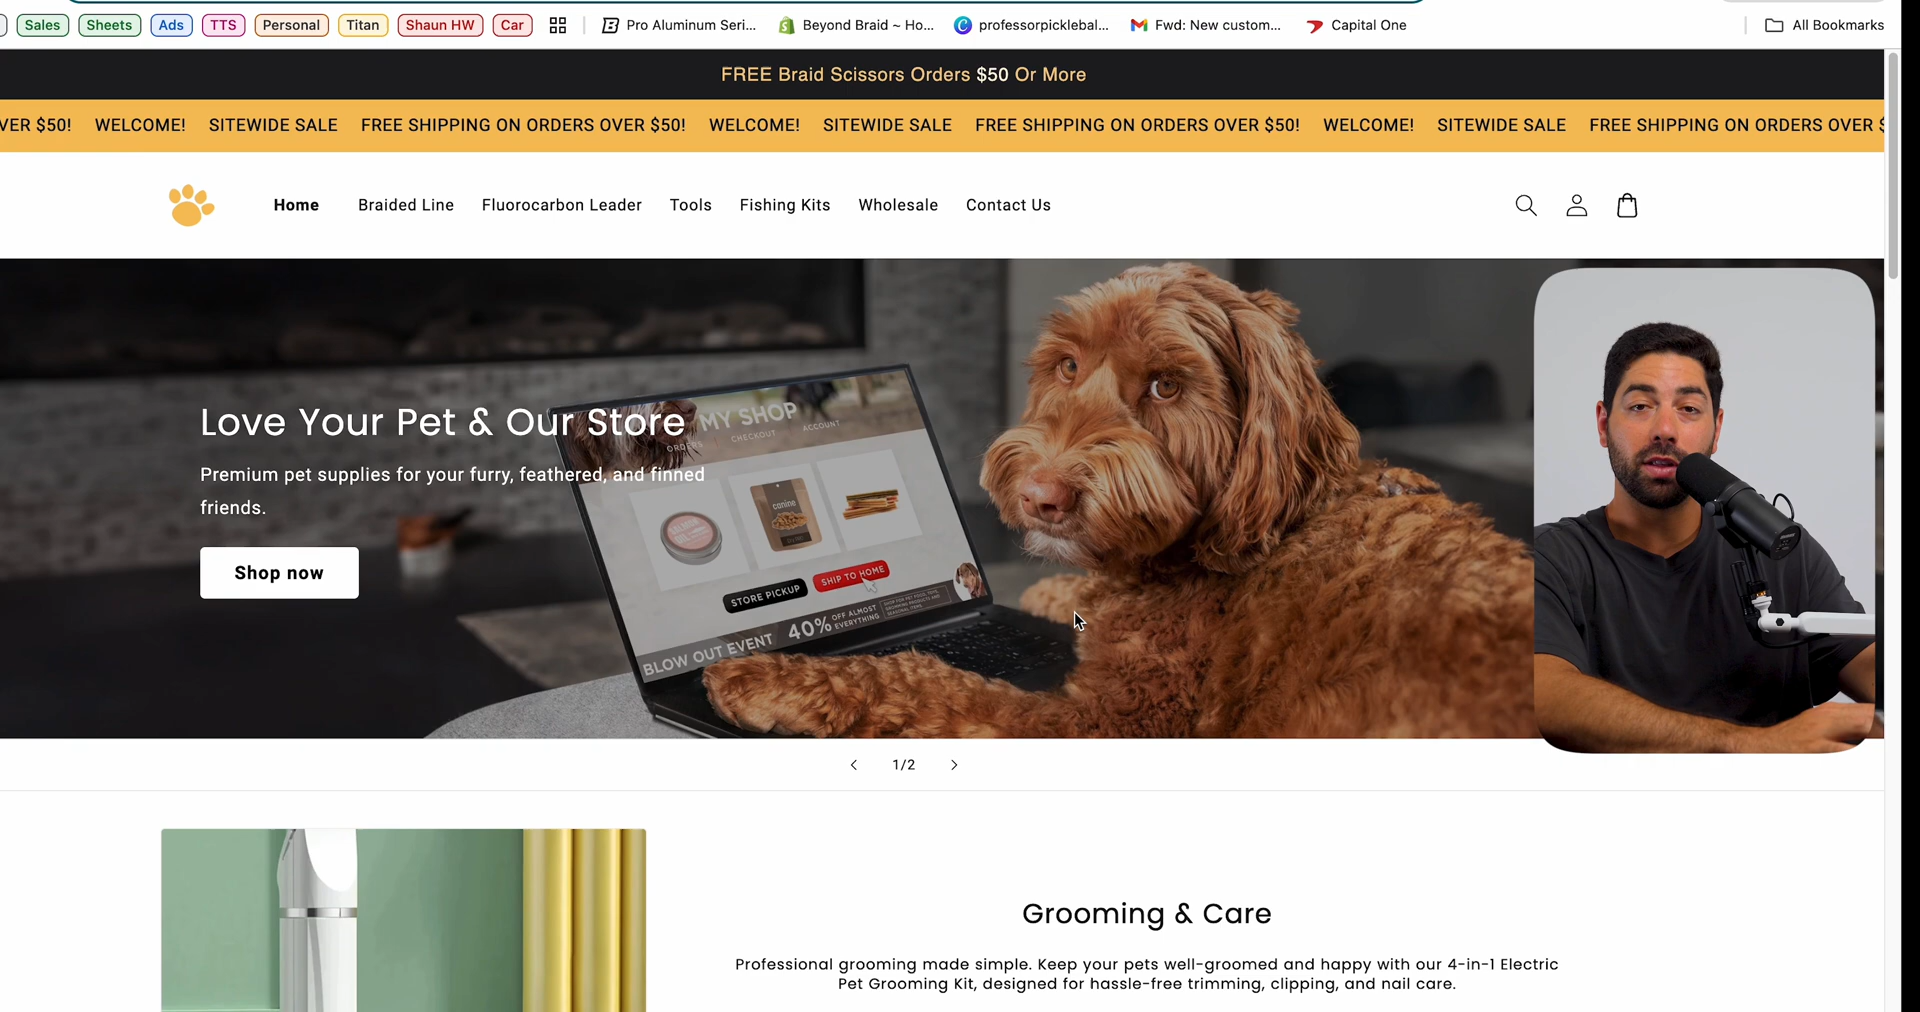 Sales Sheets Ads TTS Personal Titan Shaun HW Car Pro Aluminum Seri... Beyond Braid ~ Ho... professorpicklebal... Fwd: New custom... Capital One All Bookmarks
FREE Braid Scissors Orders $50 Or More
VER $50! WELCOME! SITEWIDE SALE FREE SHIPPING ON ORDERS OVER $50! WELCOME! SITEWIDE SALE FREE SHIPPING ON ORDERS OVER $50! WELCOME! SITEWIDE SALE FREE SHIPPING ON ORDERS OVER $
Home Braided Line Fluorocarbon Leader Tools Fishing Kits Wholesale Contact Us
Love Your Pet & Our Store
Premium pet supplies for your furry, feathered, and finned
friends.
Shop now
MY SHOP
ORDERS CHECKOUT ACCOUNT
canine
STORE PICKUP SHIP TO HOME
BLOW OUT EVENT 40% OFF ALMOST
EVERYTHING
1/2
Grooming & Care
Professional grooming made simple. Keep your pets well-groomed and happy with our 4-in-1 Electric
Pet Grooming Kit, designed for hassle-free trimming, clipping, and nail care.